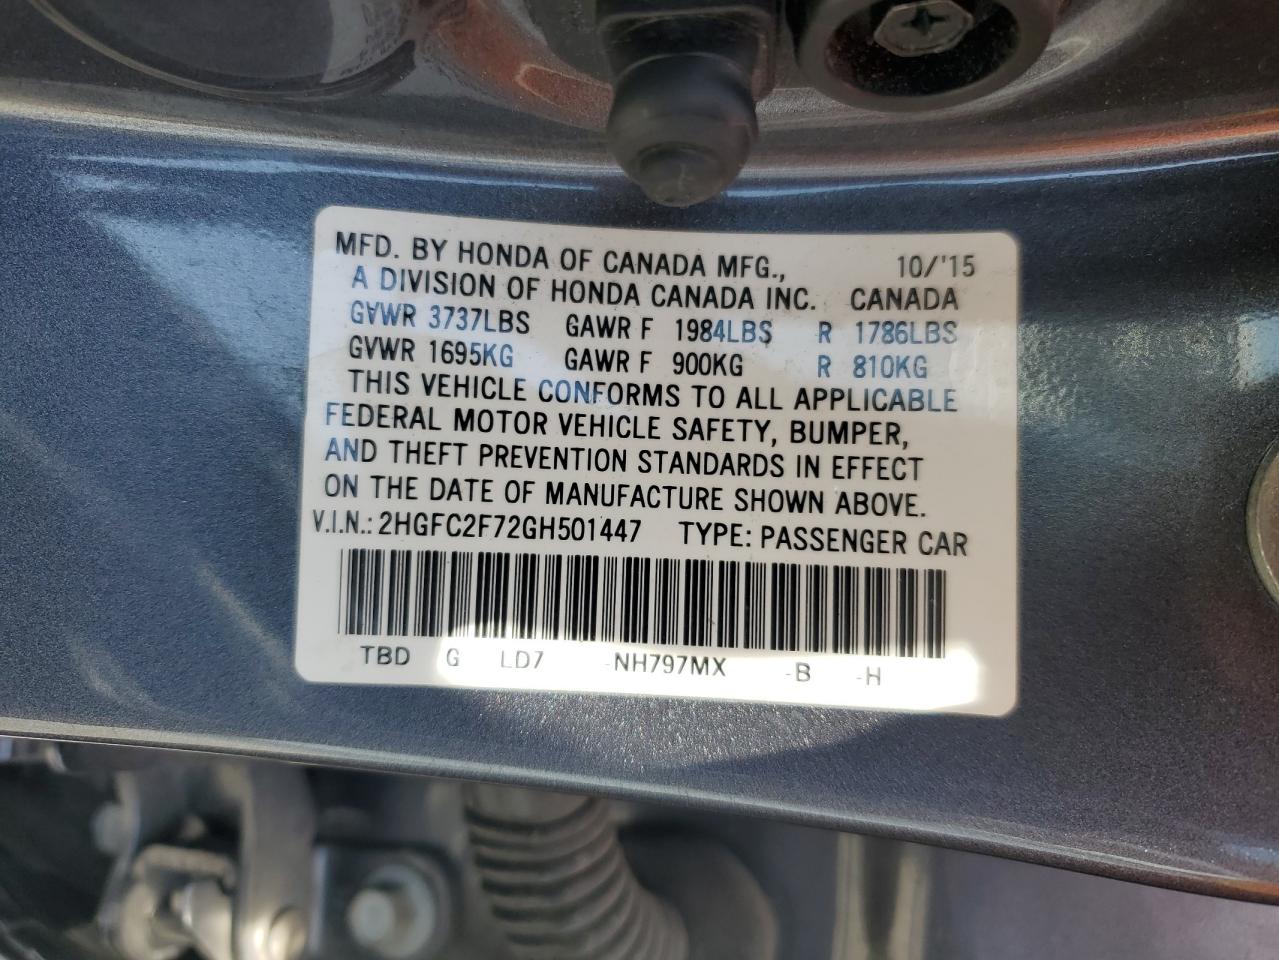 MFD. BY HONDA OF CANADA MFG., 10/'15
A DIVISION OF HONDA CANADA INC. CANADA
GVWR 3737LBS GAWR F 1984LBS R 1786LBS
GVWR 1695KG GAWR F 900KG R 810KG
THIS VEHICLE CONFORMS TO ALL APPLICABLE
FEDERAL MOTOR VEHICLE SAFETY, BUMPER,
AND THEFT PREVENTION STANDARDS IN EFFECT
ON THE DATE OF MANUFACTURE SHOWN ABOVE.
V.I.N.: 2HGFC2F72GH501447 TYPE: PASSENGER CAR
TBD G LD7 -NH797MX -B -H